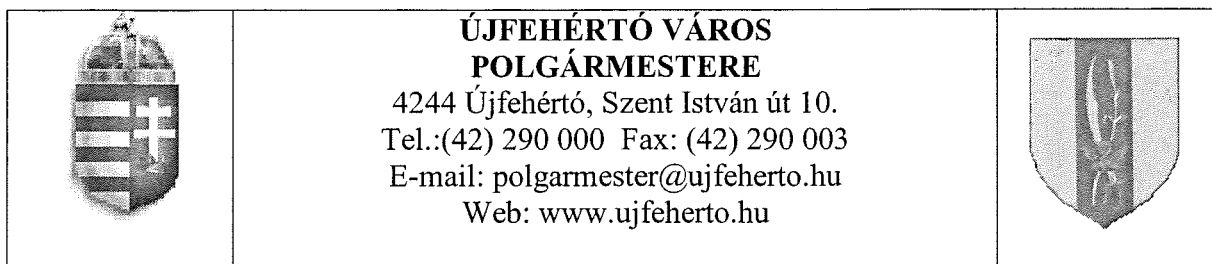 ÚJFEHÉRTÓ VÁROS
POLGÁRMESTERE
4244 Újfehértó, Szent István út 10.
Tel.:(42) 290 000 Fax: (42) 290 003
E-mail: polgarmester@ujfeherto.hu
Web: www.ujfeherto.hu